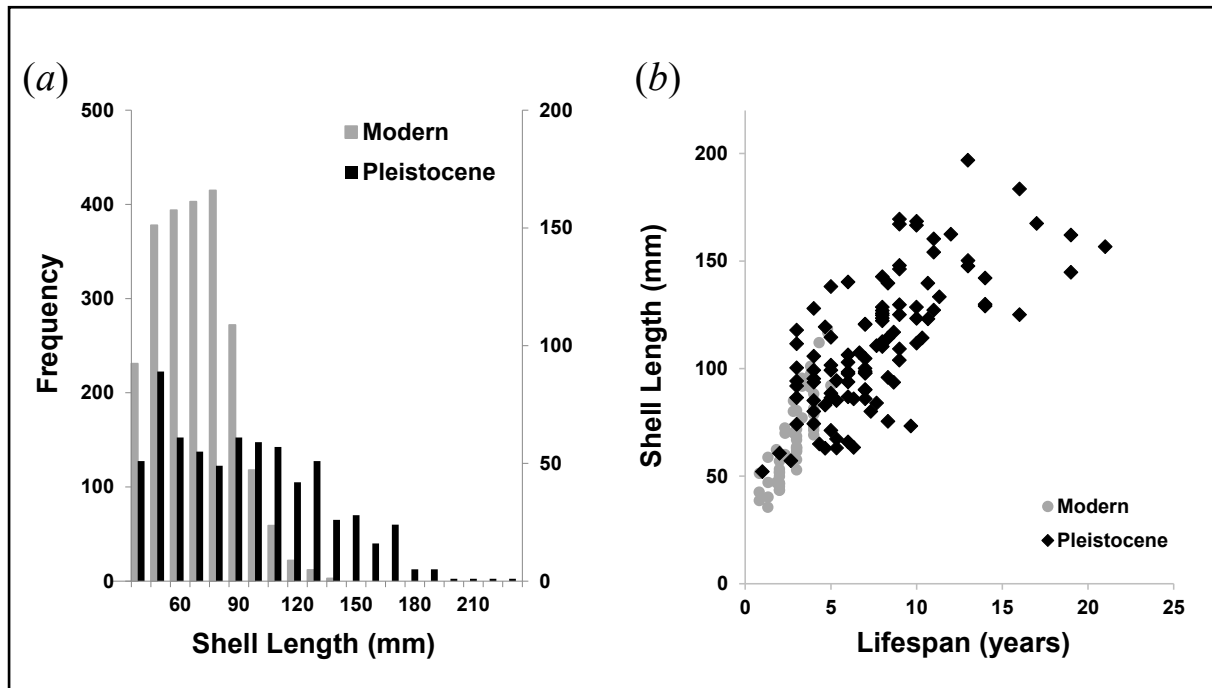 (a)
500
400
300
200
100
0
Frequency
200
150
100
50
0
Modern
Pleistocene
60 90 120 150 180 210
Shell Length (mm)
(b)
200
150
100
50
0
Shell Length (mm)
Modern
Pleistocene
0 5 10 15 20 25
Lifespan (years)